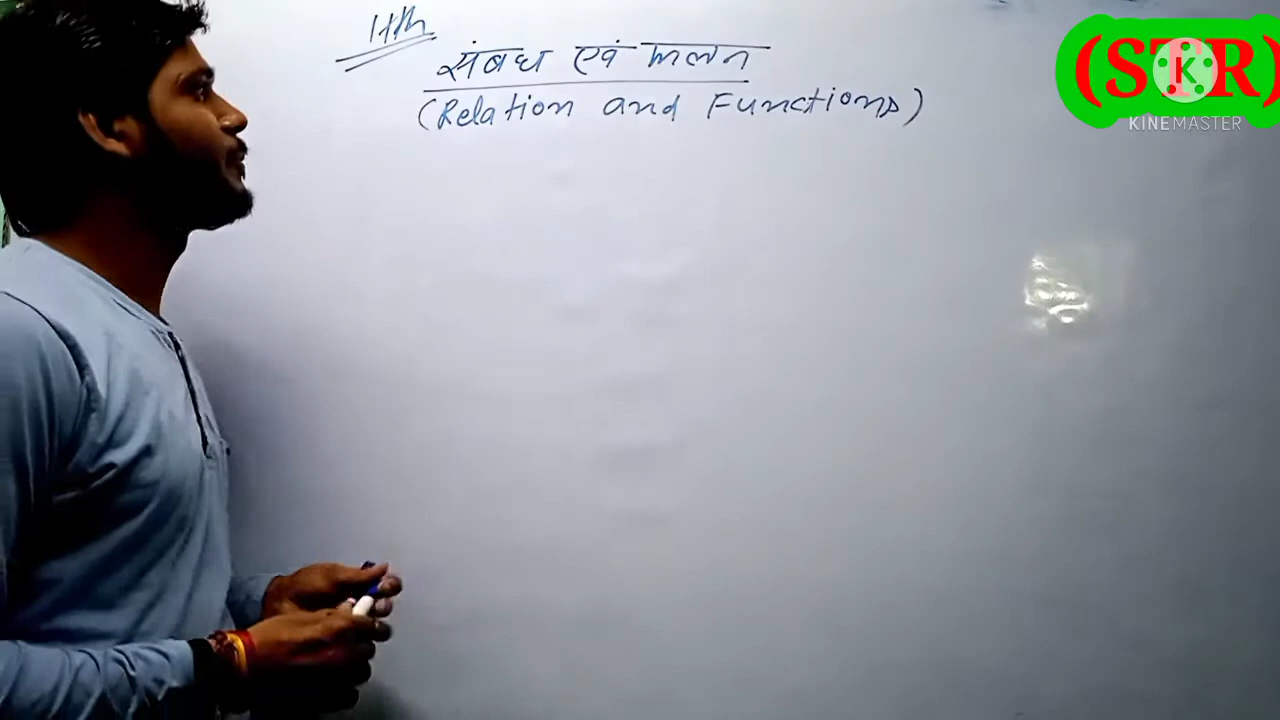 11th
संबंध एवं फलन
(Relation and Functions)
(STR)
K
KINEMASTER